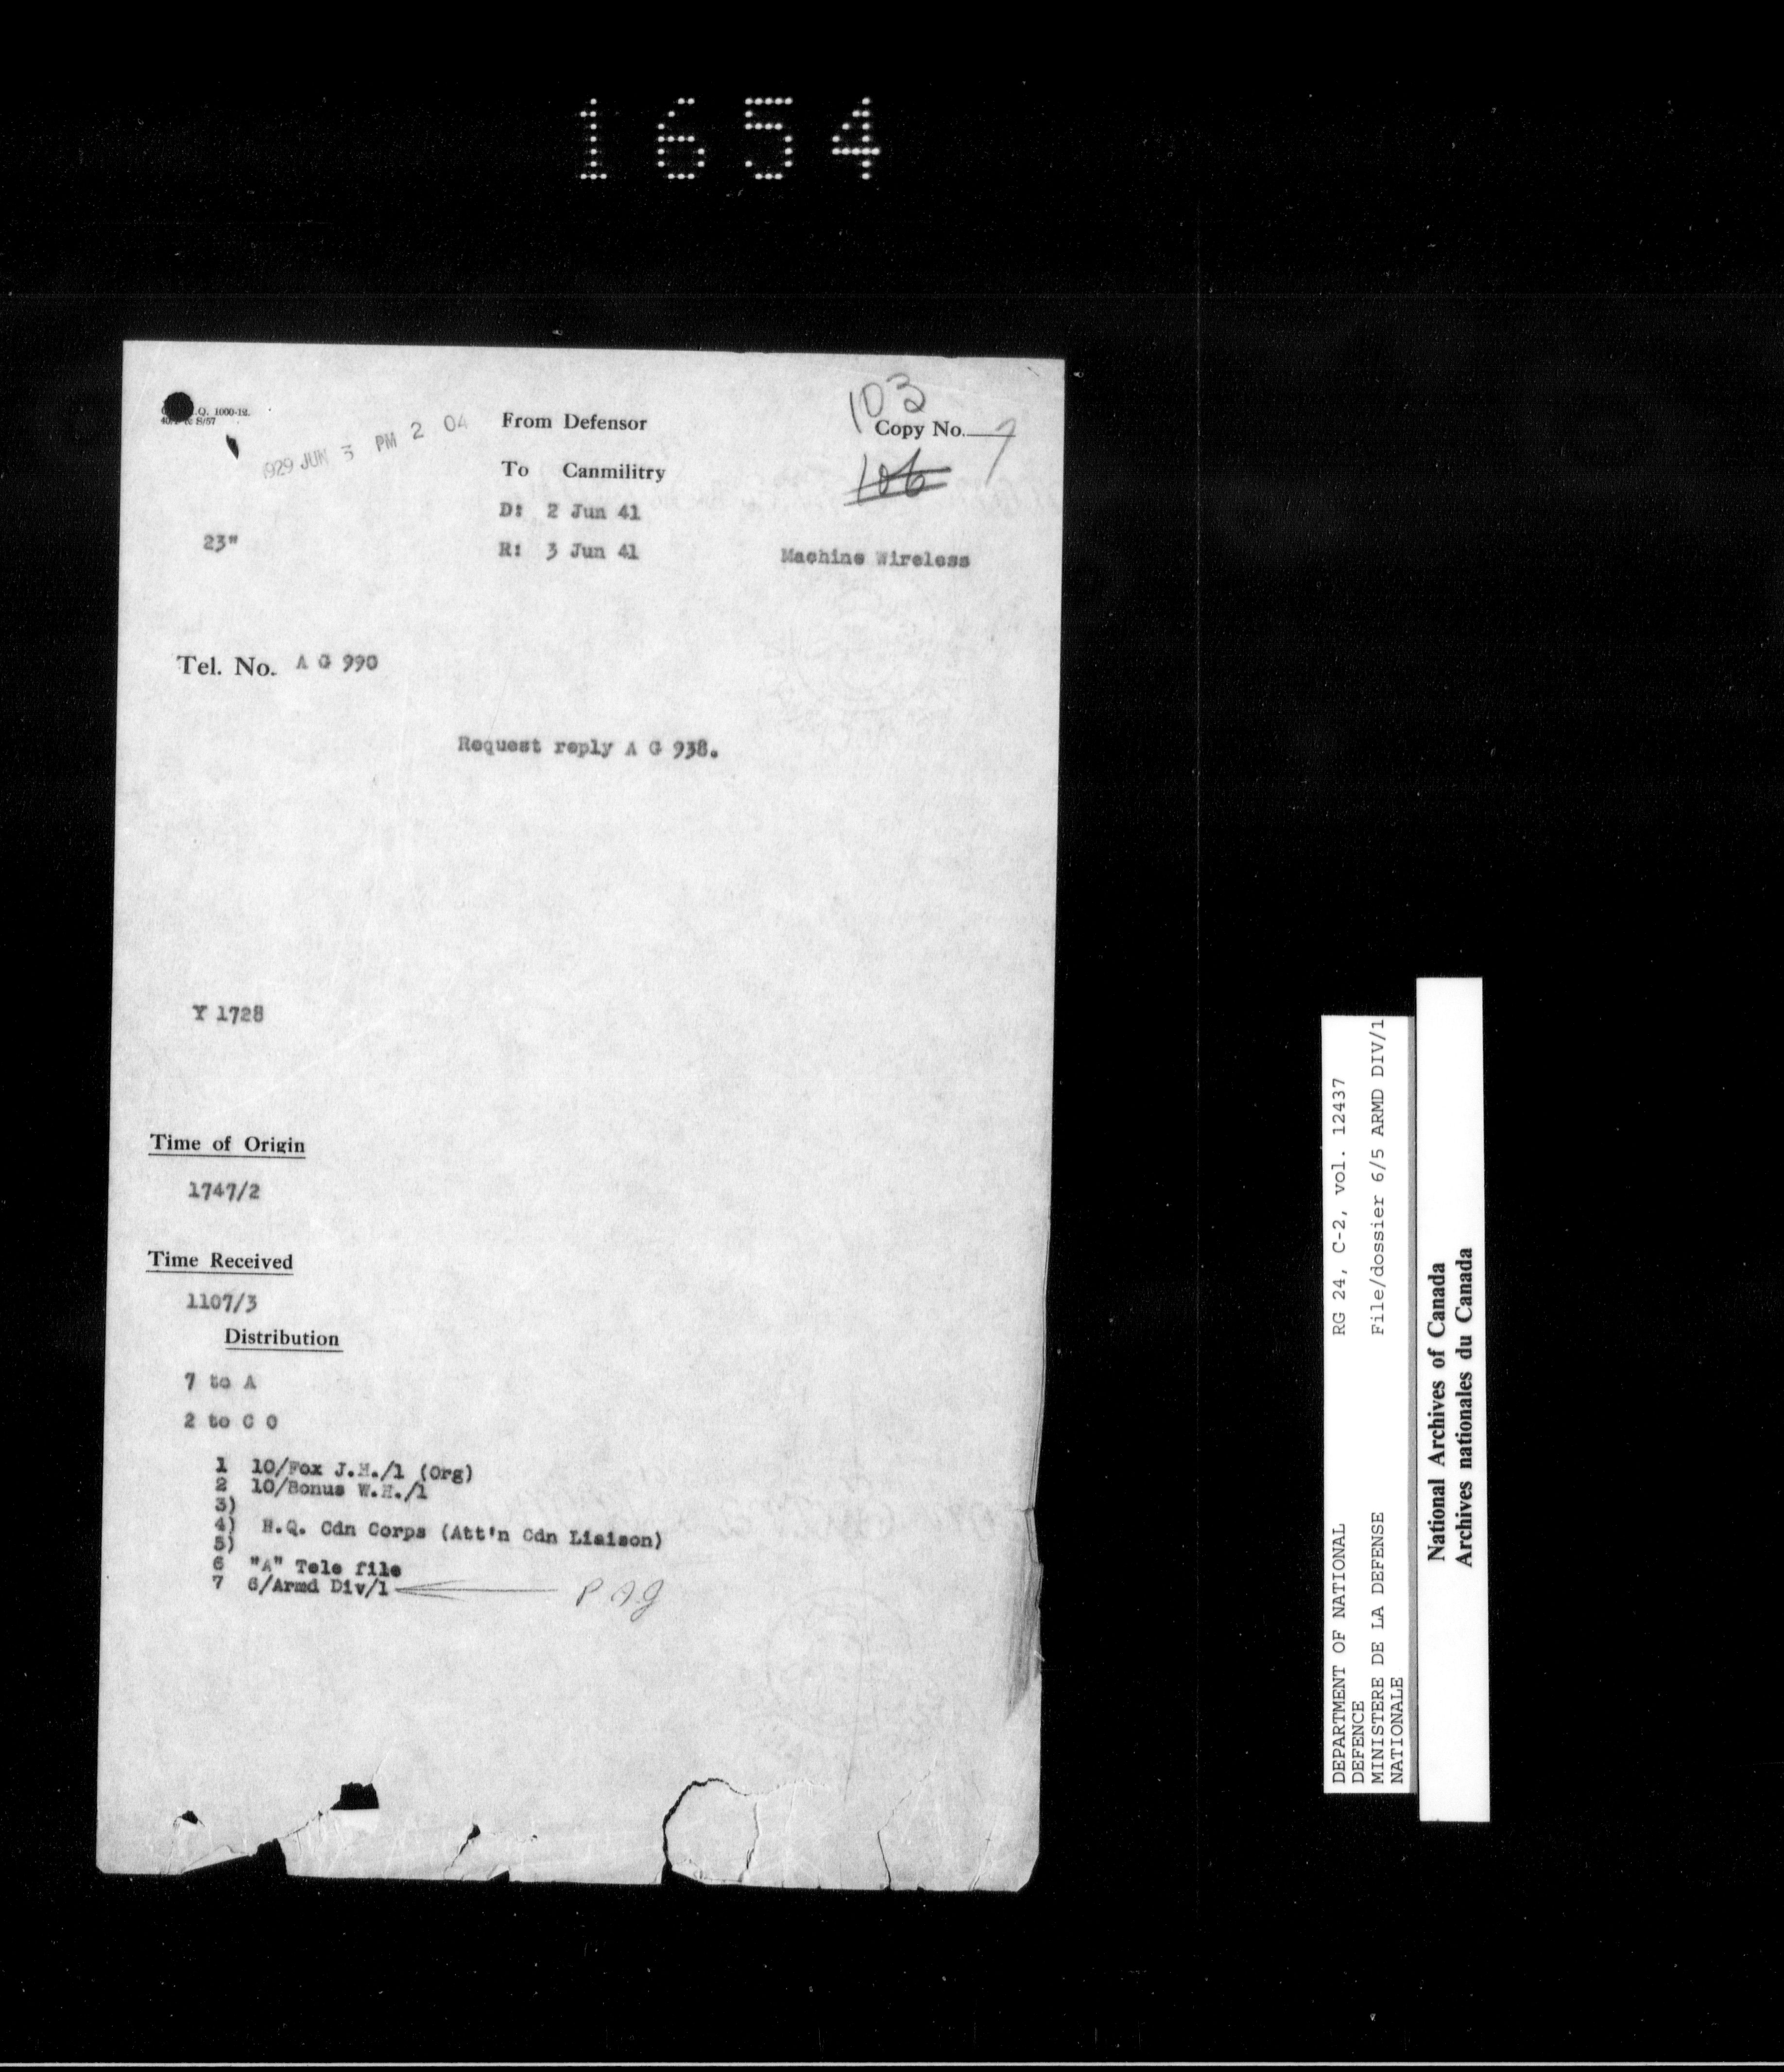 1654
.Q. 1000-12.
1929 JUN 3 PM 2 04
From Defensor
103
Copy No. 7
106
To Canmilitry
D: 2 Jun 41
23"
R: 3 Jun 41
Machine Wireless
Tel. No. A G 990
Request reply A G 938.
Y 1728
Time of Origin
1747/2
Time Received
1107/3
Distribution
7 to A
2 to C O
1 10/Fox J.H./1 (Org)
2 10/Bonus W.H./1
3)
4) H.Q. Cdn Corps (Att'n Cdn Liaison)
5)
6 "A" Tele file
7 6/Armd Div/1
DEPARTMENT OF NATIONAL RG 24, C-2, vol. 12437
DEFENCE
MINISTERE DE LA DEFENSE File/dossier 6/5 ARMD DIV/1
NATIONALE
National Archives of Canada
Archives nationales du Canada